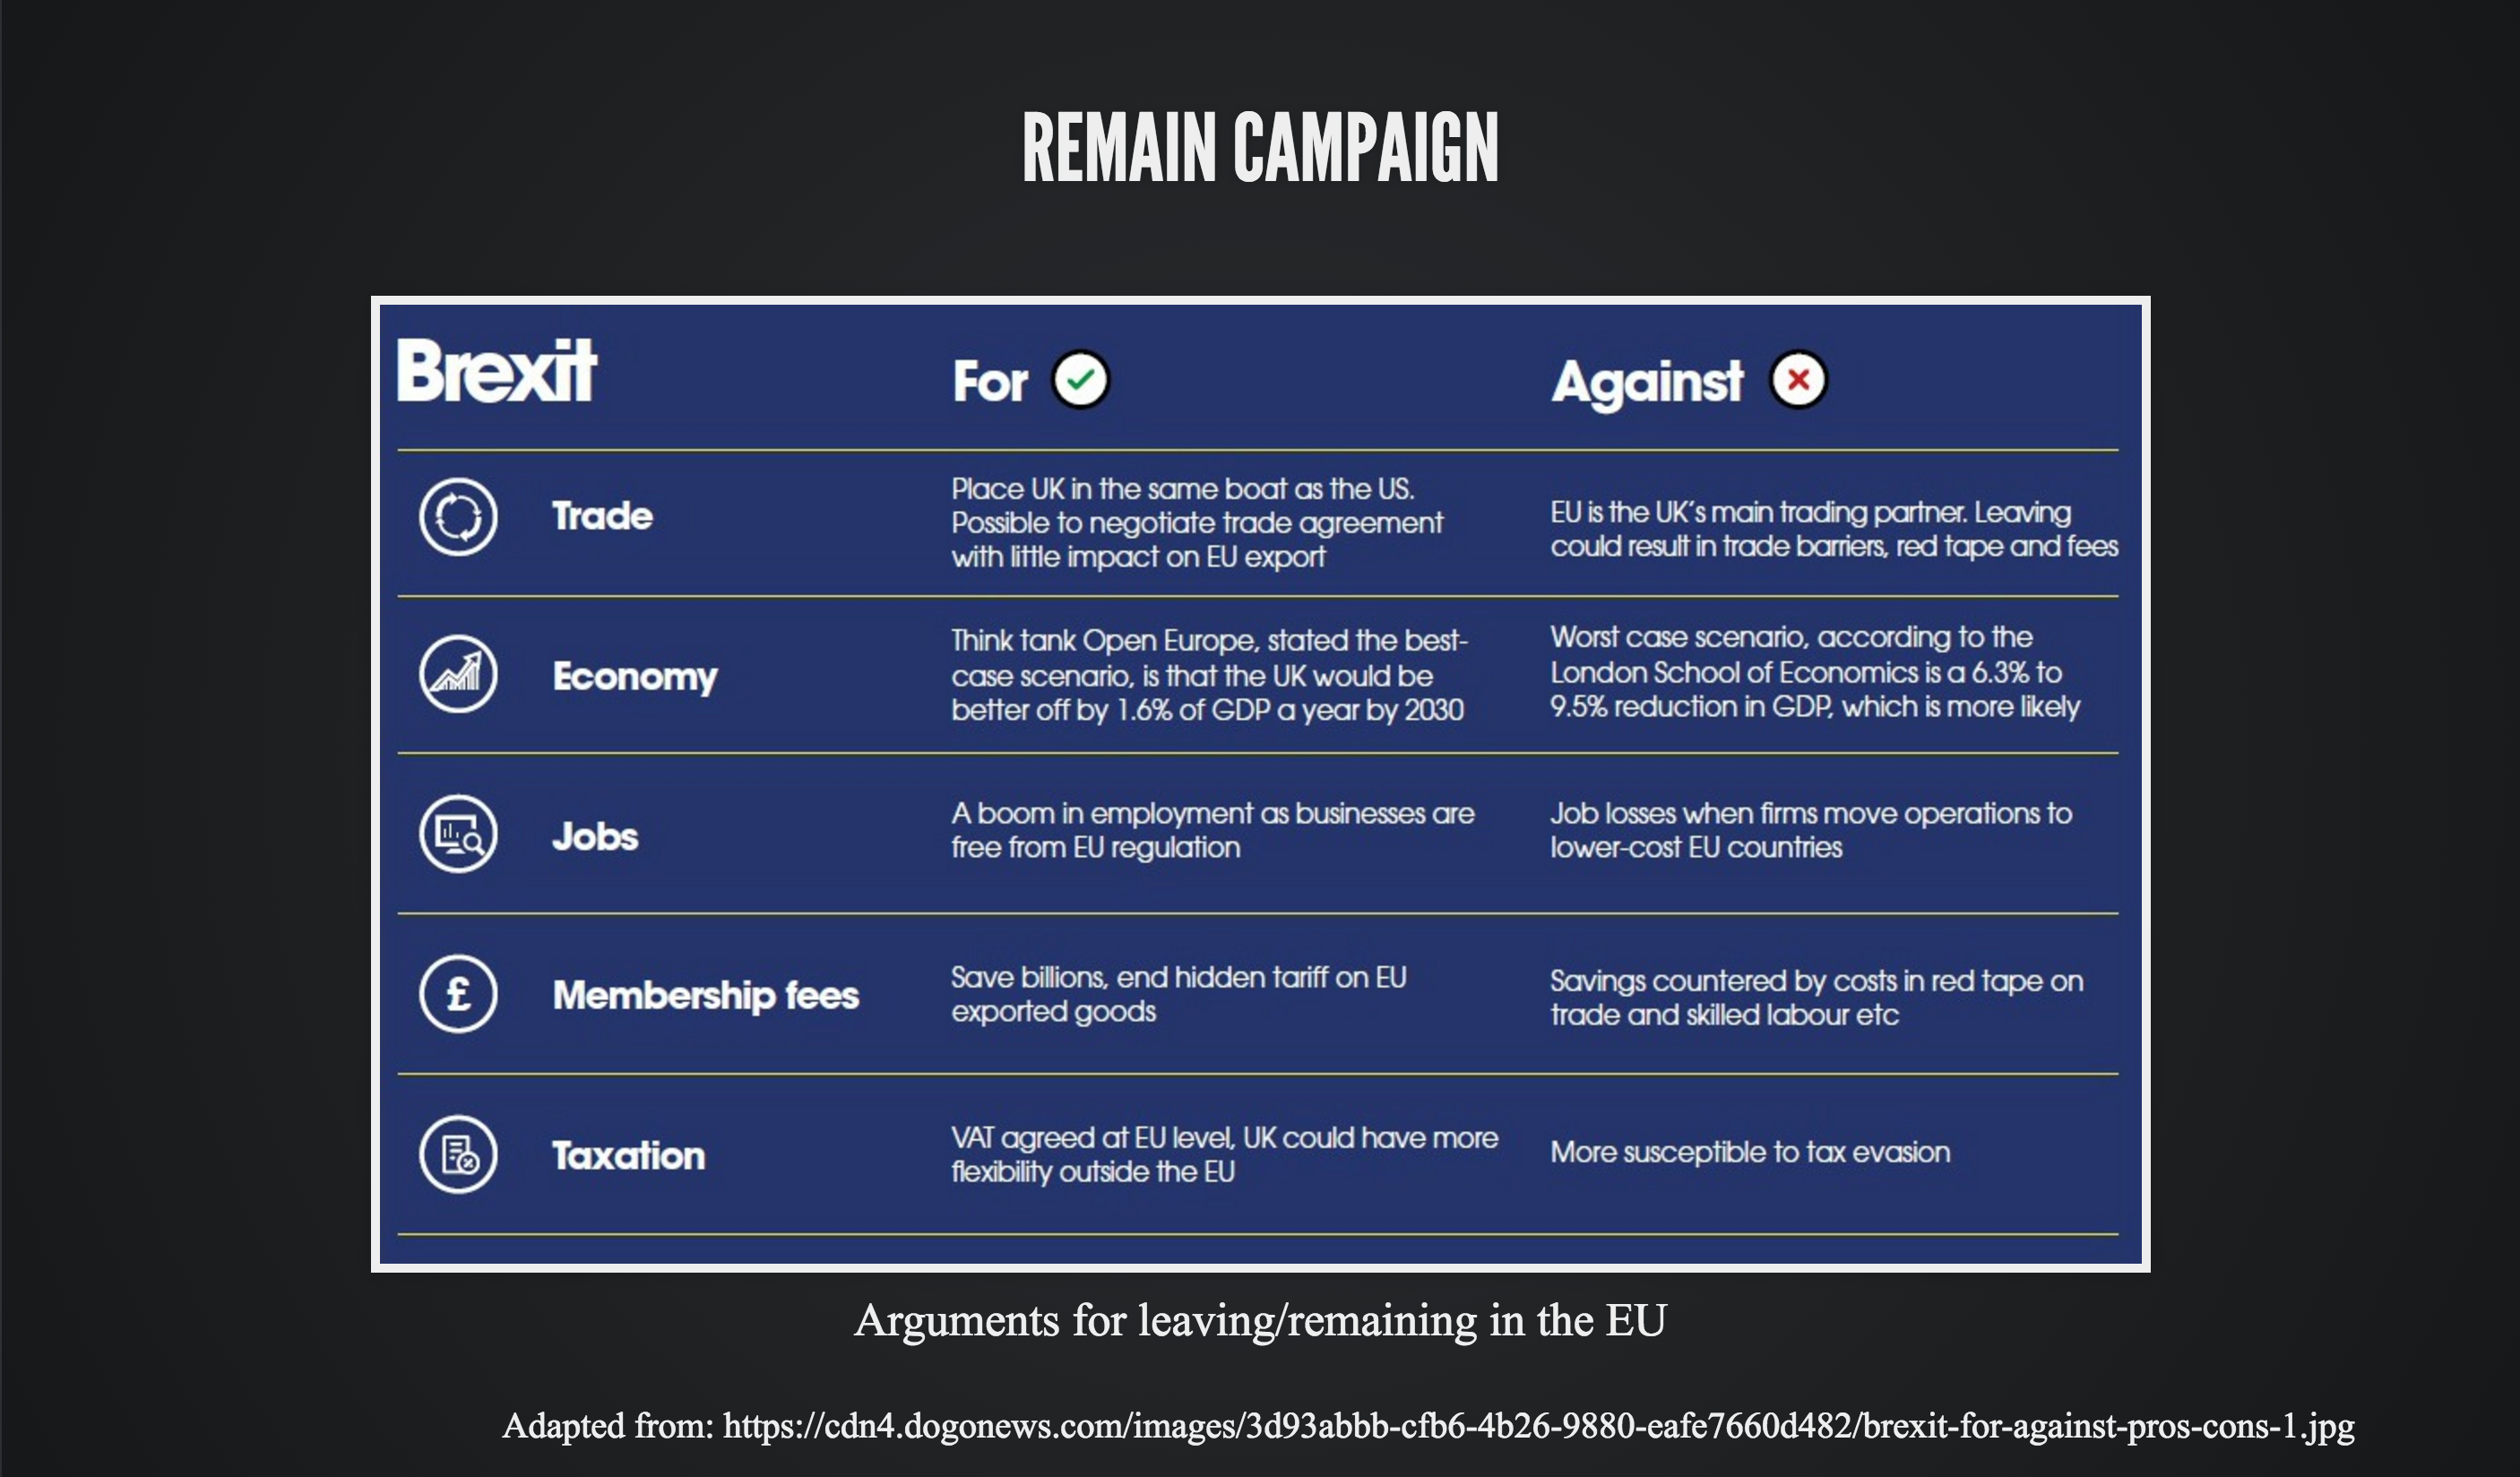 REMAIN CAMPAIGN
Brexit
For
Against
Trade
Place UK in the same boat as the US.
Possible to negotiate trade agreement
with little impact on EU export
EU is the UK's main trading partner. Leaving
could result in trade barriers, red tape and fees
Economy
Think tank Open Europe, stated the best-
case scenario, is that the UK would be
better off by 1.6% of GDP a year by 2030
Worst case scenario, according to the
London School of Economics is a 6.3% to
9.5% reduction in GDP, which is more likely
Jobs
A boom in employment as businesses are
free from EU regulation
Job losses when firms move operations to
lower-cost EU countries
£
Membership fees
Save billions, end hidden tariff on EU
exported goods
Savings countered by costs in red tape on
trade and skilled labour etc
Taxation
VAT agreed at EU level, UK could have more
flexibility outside the EU
More susceptible to tax evasion
Arguments for leaving/remaining in the EU
Adapted from: https://cdn4.dogonews.com/images/3d93abbb-cfb6-4b26-9880-eafe7660d482/brexit-for-against-pros-cons-1.jpg